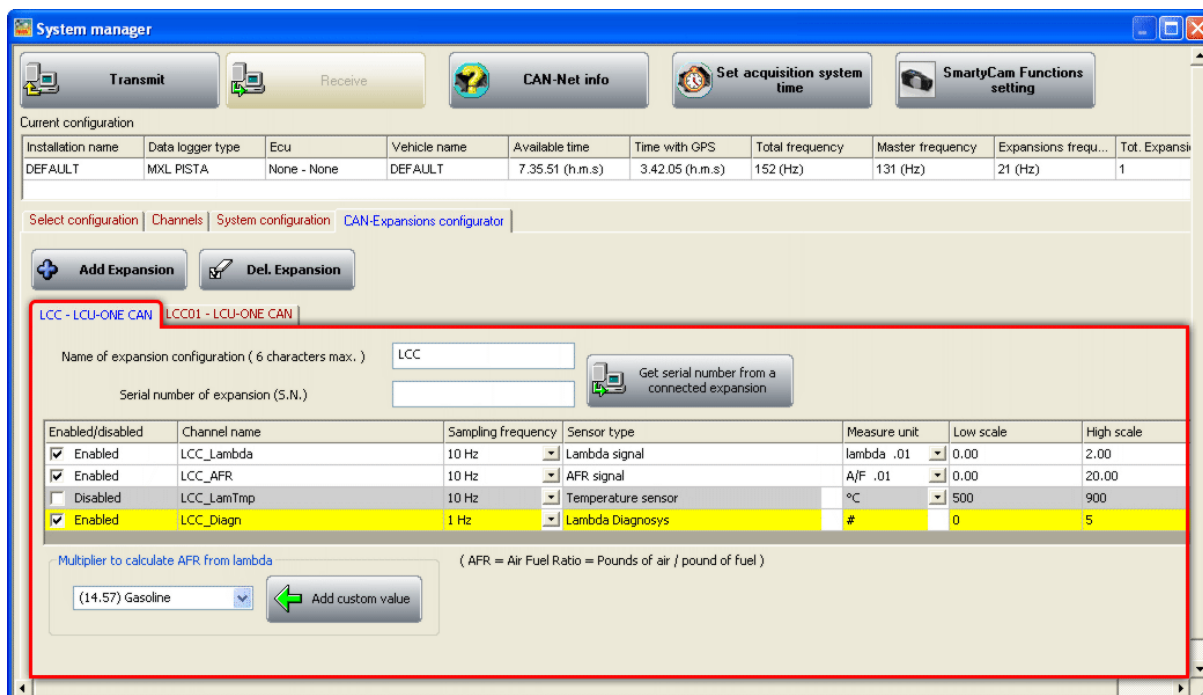 System manager
Transmit
Receive
CAN-Net info
Set acquisition system time
SmartyCam Functions setting
Current configuration
Installation name Data logger type Ecu Vehicle name Available time Time with GPS Total frequency Master frequency Expansions frequ... Tot. Expansi
DEFAULT MXL PISTA None - None DEFAULT 7.35.51 (h.m.s) 3.42.05 (h.m.s) 152 (Hz) 131 (Hz) 21 (Hz) 1
Select configuration Channels System configuration CAN-Expansions configurator
Add Expansion Del. Expansion
LCC - LCU-ONE CAN LCC01 - LCU-ONE CAN
Name of expansion configuration ( 6 characters max. ) LCC
Serial number of expansion (S.N.)
Get serial number from a connected expansion
Enabled/disabled Channel name Sampling frequency Sensor type Measure unit Low scale High scale
Enabled LCC_Lambda 10 Hz Lambda signal lambda .01 0.00 2.00
Enabled LCC_AFR 10 Hz AFR signal A/F .01 0.00 20.00
Disabled LCC_LamTmp 10 Hz Temperature sensor °C 500 900
Enabled LCC_Diagn 1 Hz Lambda Diagnosys # 0 5
Multiplier to calculate AFR from lambda ( AFR = Air Fuel Ratio = Pounds of air / pound of fuel )
(14.57) Gasoline Add custom value